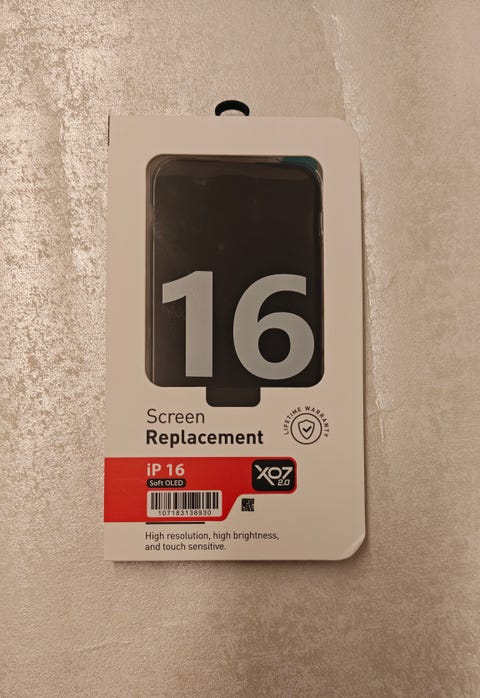 16
Screen
Replacement
LIFETIME WARRANTY
iP 16
Soft OLED
XO7
2.0
107183138930
High resolution, high brightness,
and touch sensitive.